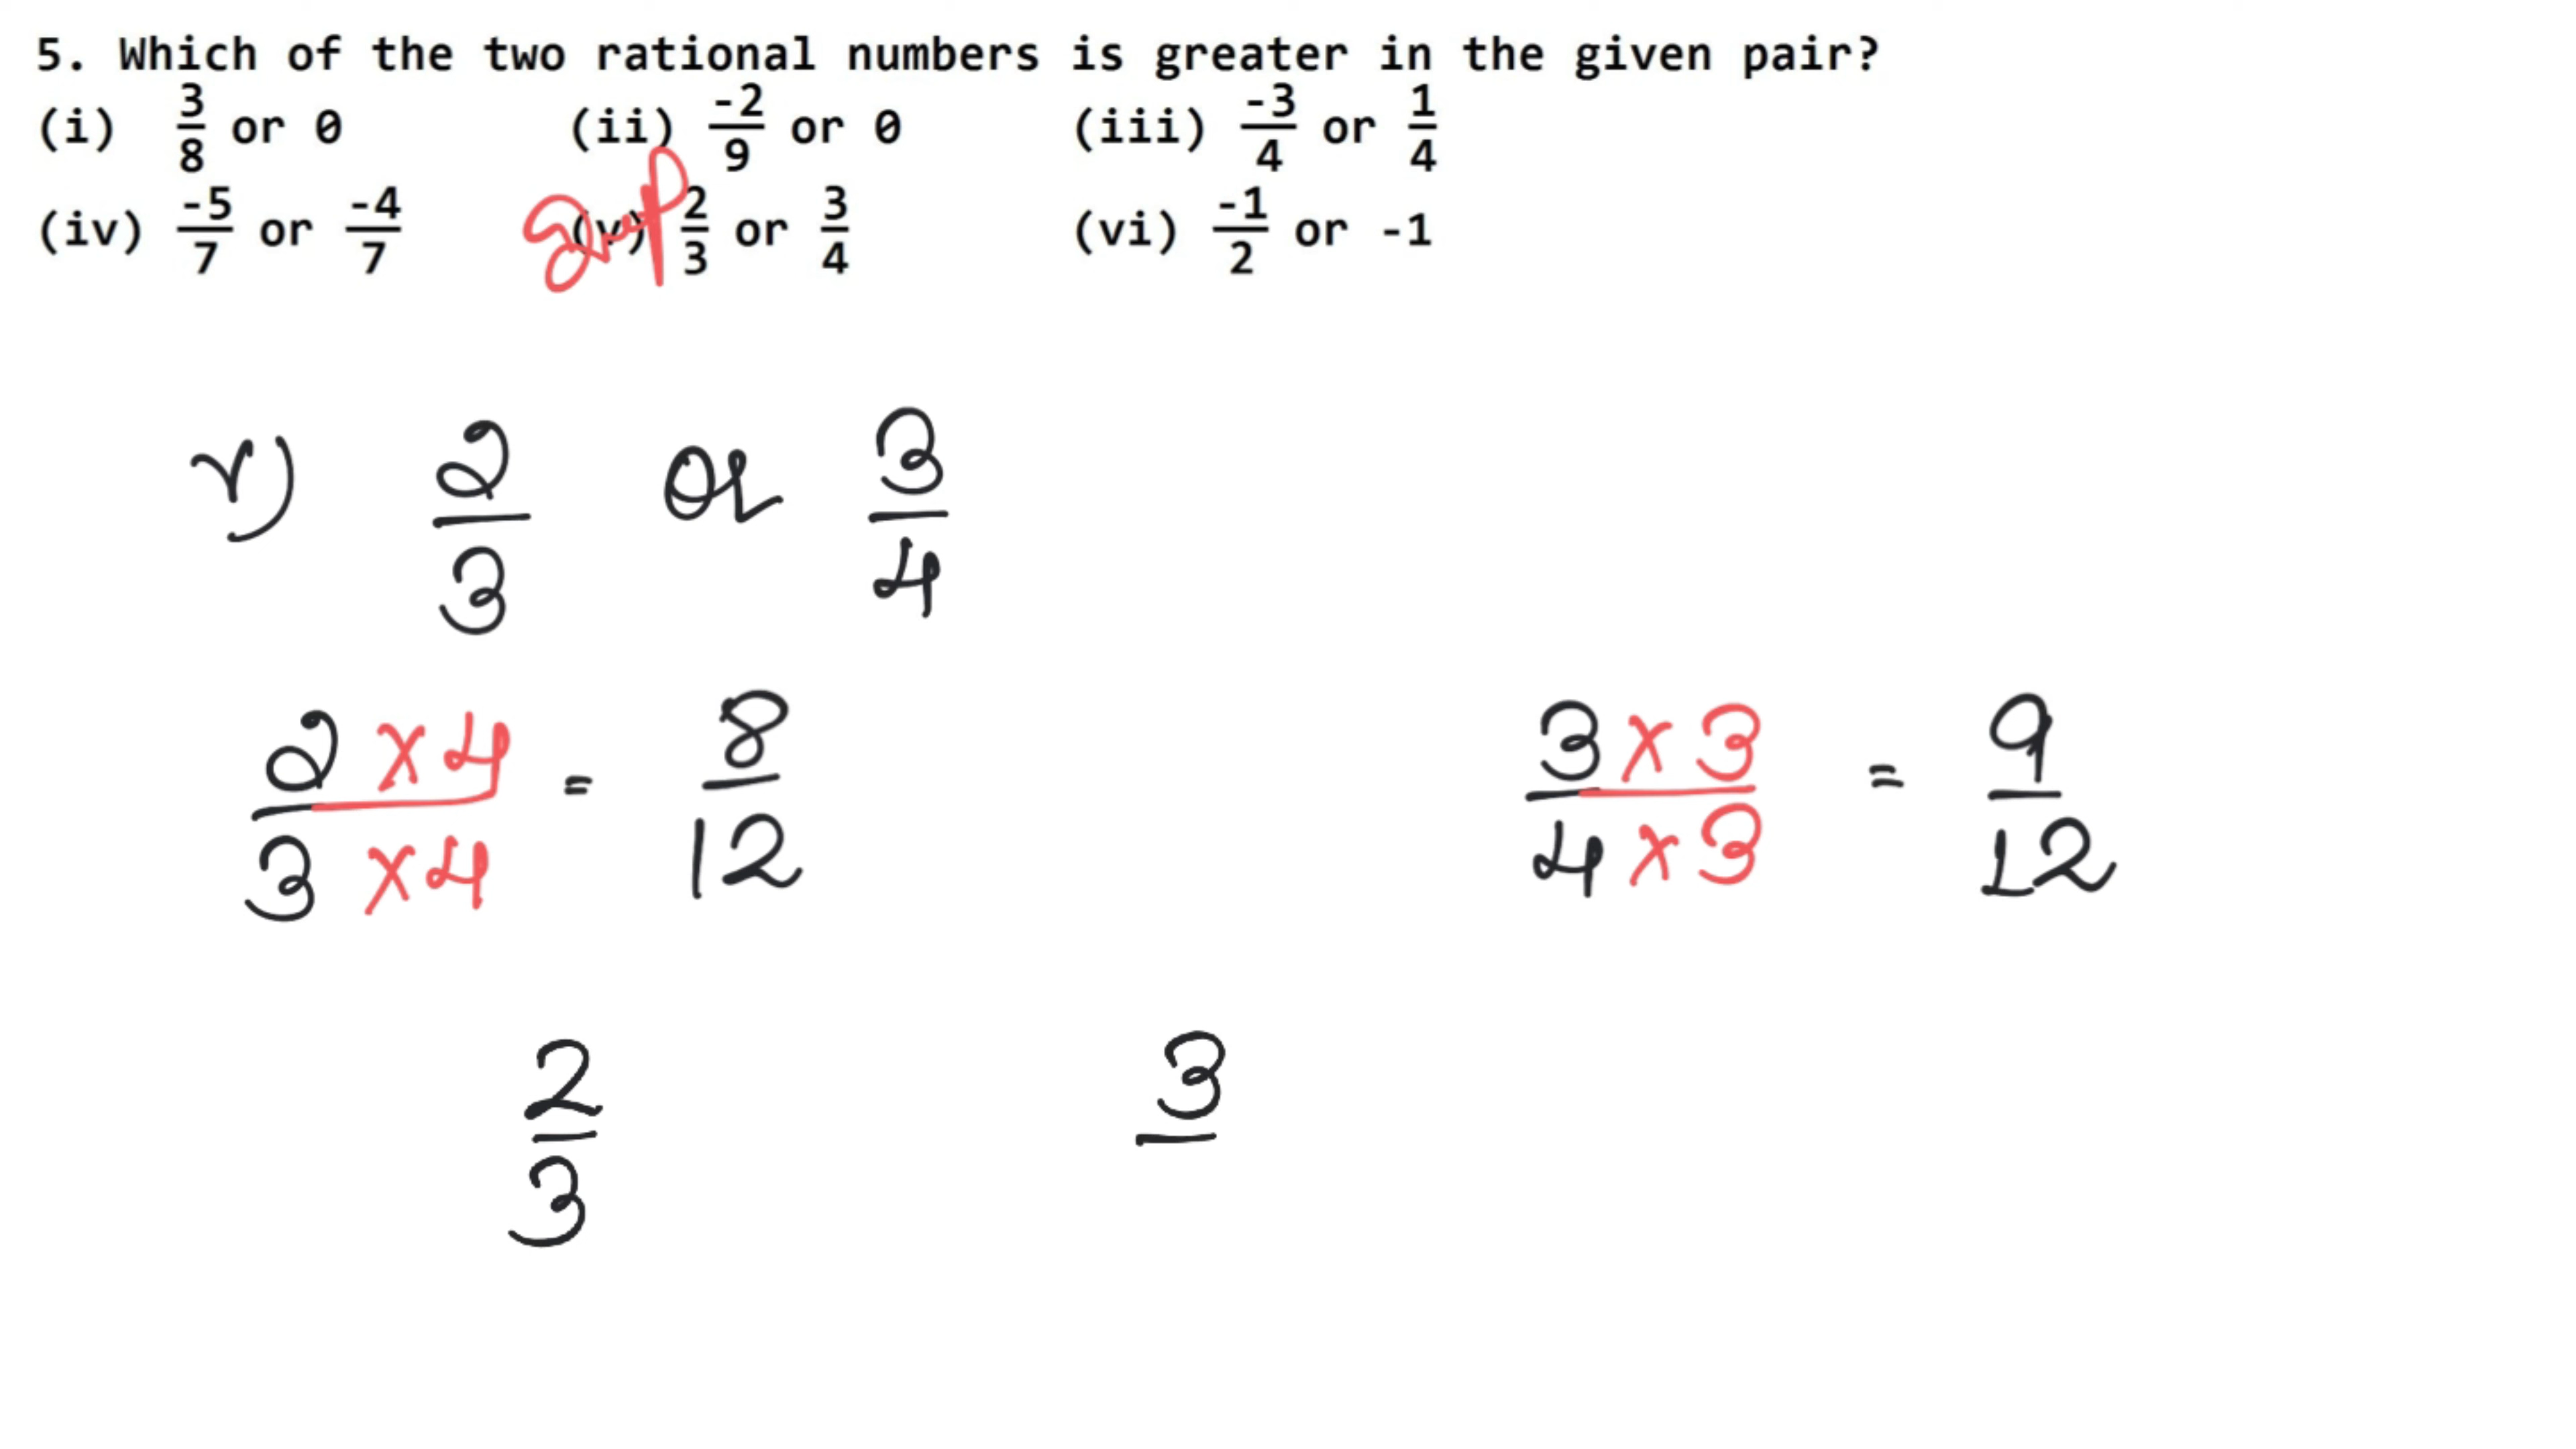 5. Which of the two rational numbers is greater in the given pair?
(i) 3/8 or 0 (ii) -2/9 or 0 (iii) -3/4 or 1/4
(iv) -5/7 or -4/7 Imp (v) 2/3 or 3/4 (vi) -1/2 or -1
v) 2/3 or 3/4
2 x4 / 3 x4 = 8/12 3 x 3 / 4 x 3 = 9/12
2/3 3/